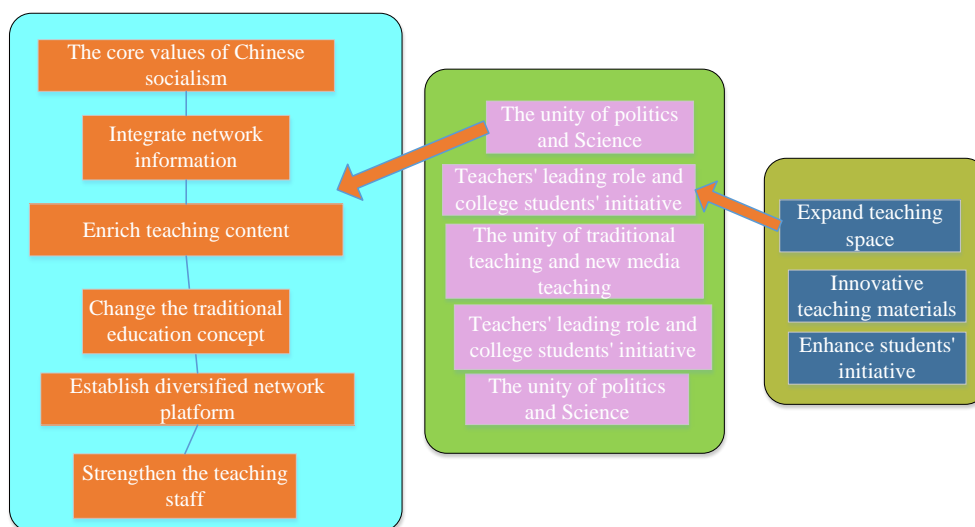 The core values of Chinese
socialism
Integrate network
information
Enrich teaching content
Change the traditional
education concept
Establish diversified network
platform
Strengthen the teaching
staff
The unity of politics
and Science
Teachers' leading role and
college students' initiative
The unity of traditional
teaching and new media
teaching
Teachers' leading role and
college students' initiative
The unity of politics
and Science
Expand teaching
space
Innovative
teaching materials
Enhance students'
initiative